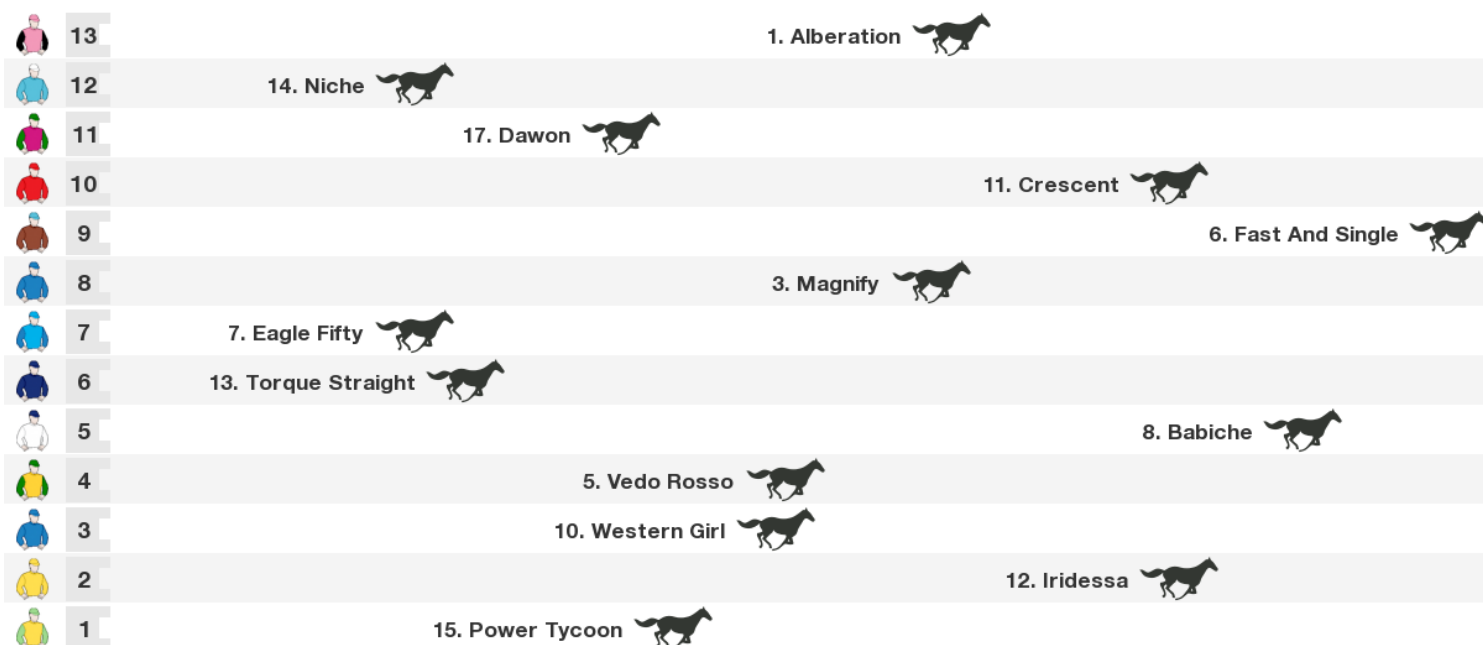 13 1. Alberation
12 14. Niche
11 17. Dawon
10 11. Crescent
9 6. Fast And Single
8 3. Magnify
7 7. Eagle Fifty
6 13. Torque Straight
5 8. Babiche
4 5. Vedo Rosso
3 10. Western Girl
2 12. Iridessa
1 15. Power Tycoon